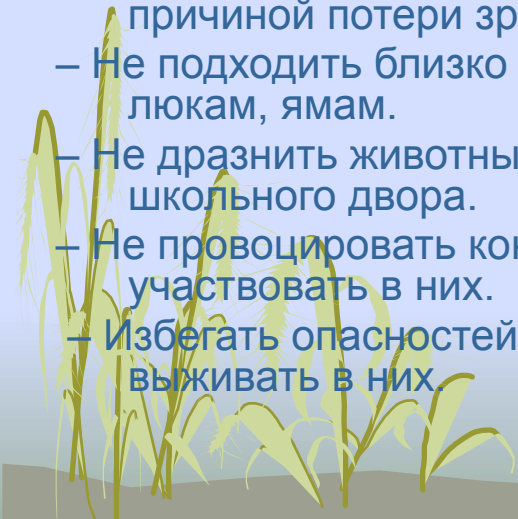 причиной потери зр
– Не подходить близко
люкам, ямам.
– Не дразнить животны
школьного двора.
– Не провоцировать кон
участвовать в них.
– Избегать опасностей
выживать в них.